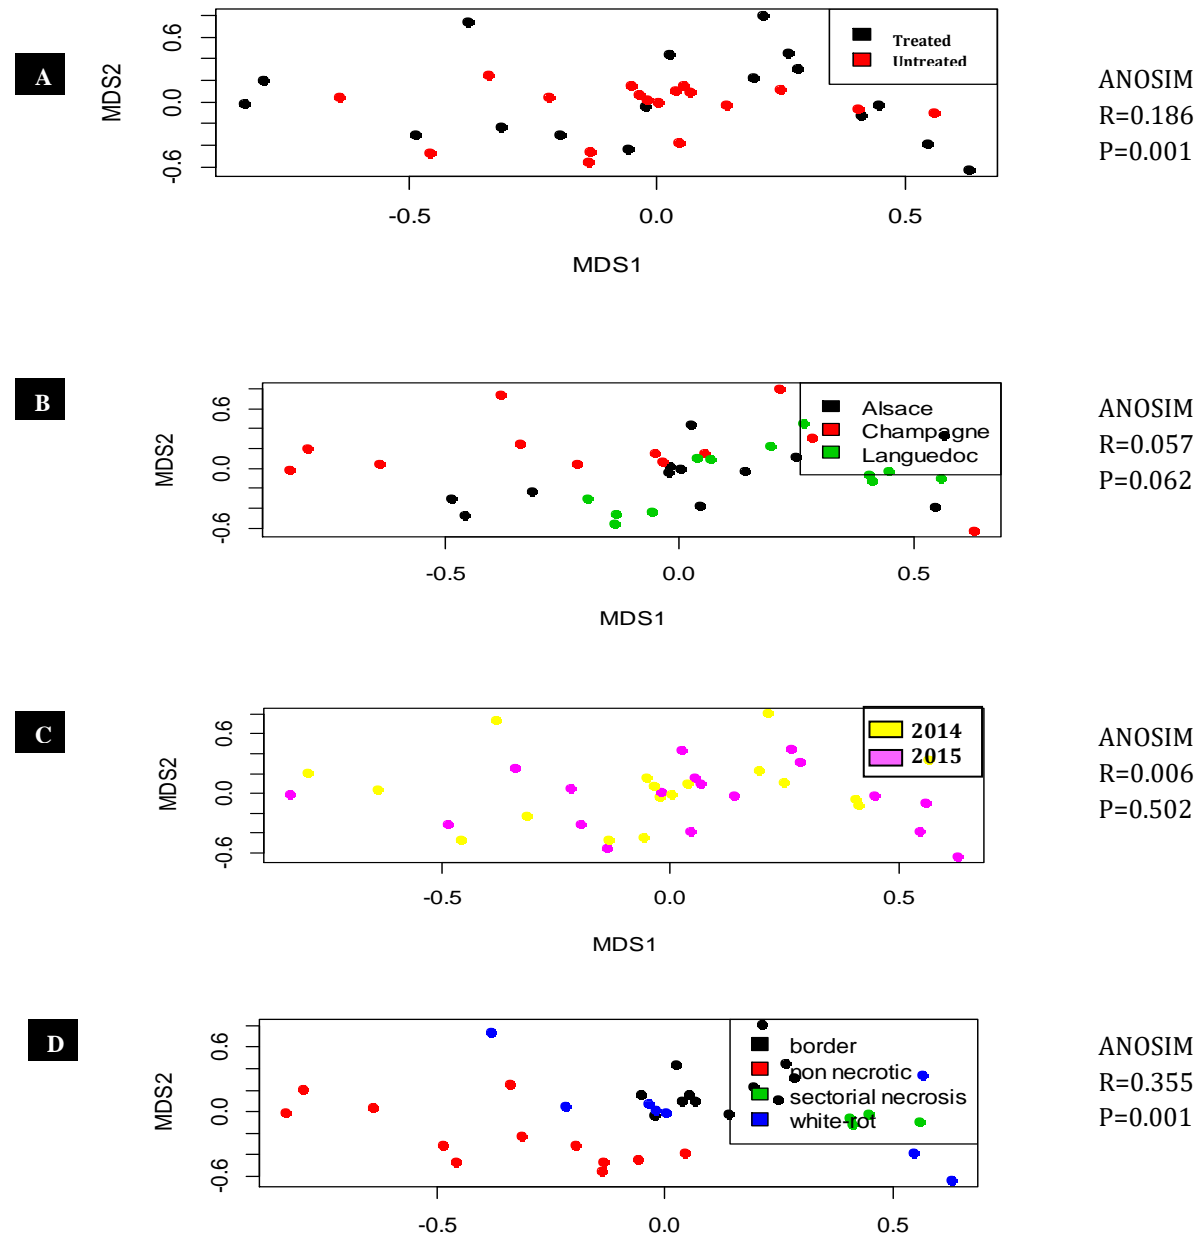 A
MDS2
0.6
0.0
-0.6
Treated
Untreated
-0.5 0.0 0.5
MDS1
ANOSIM
R=0.186
P=0.001
B
MDS2
0.6
0.0
-0.6
Alsace
Champagne
Languedoc
-0.5 0.0 0.5
MDS1
ANOSIM
R=0.057
P=0.062
C
MDS2
0.6
0.0
-0.6
2014
2015
-0.5 0.0 0.5
MDS1
ANOSIM
R=0.006
P=0.502
D
MDS2
0.6
0.0
-0.6
border
non necrotic
sectorial necrosis
white-rot
-0.5 0.0 0.5
ANOSIM
R=0.355
P=0.001